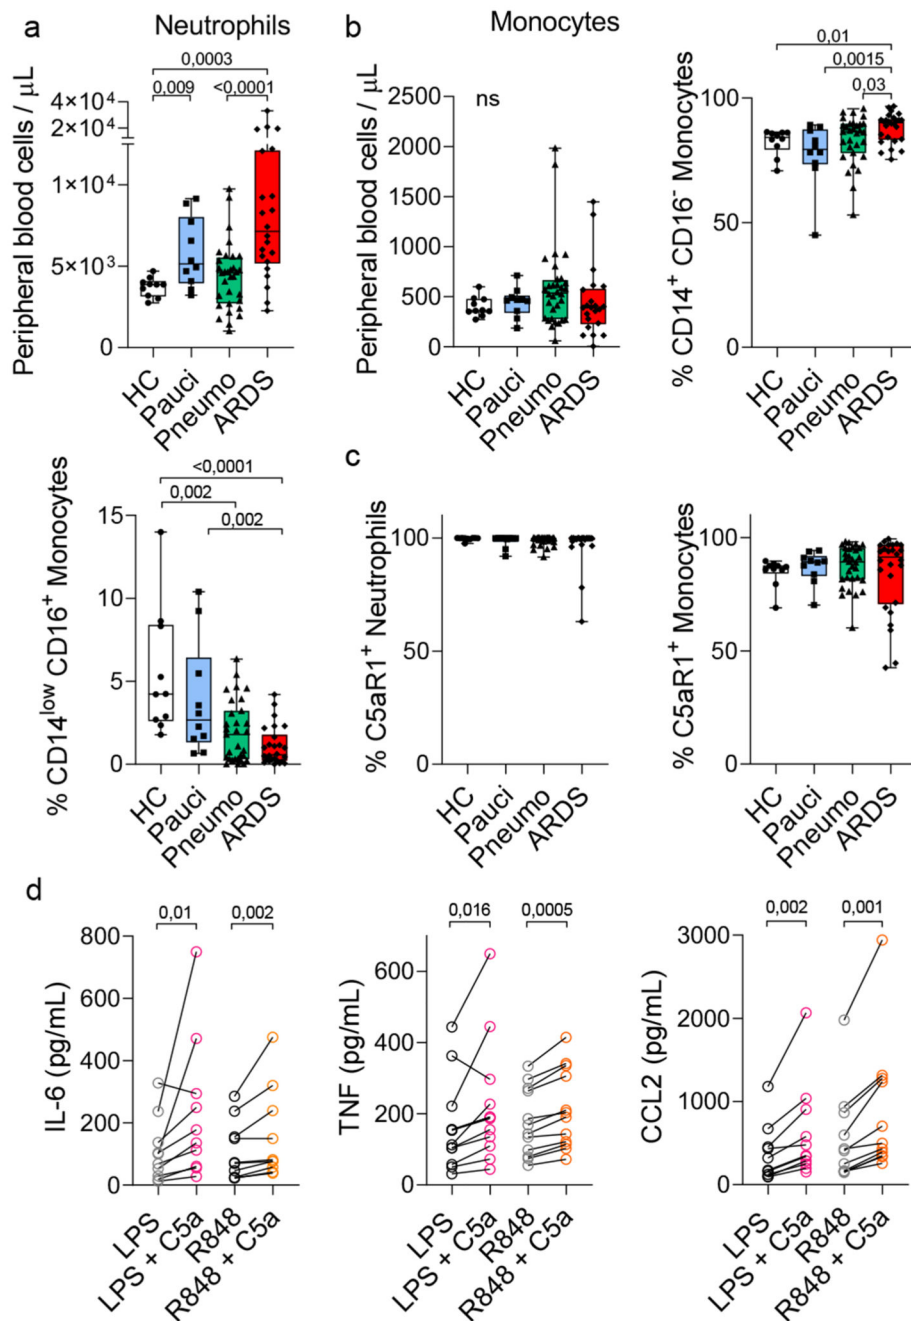 a
Neutrophils
0,0003
0,009
<0,0001
Peripheral blood cells / μL
4×10⁴
2×10⁴
1×10⁴
5×10³
0
HC
Pauci
Pneumo
ARDS
b
Monocytes
ns
Peripheral blood cells / μL
2500
2000
1500
1000
500
0
HC
Pauci
Pneumo
ARDS
0,01
0,0015
0,03
% CD14⁺ CD16⁻ Monocytes
100
50
0
HC
Pauci
Pneumo
ARDS
<0,0001
0,002
0,002
% CD14ˡᵒʷ CD16⁺ Monocytes
15
10
5
0
HC
Pauci
Pneumo
ARDS
c
% C5aR1⁺ Neutrophils
100
50
0
HC
Pauci
Pneumo
ARDS
% C5aR1⁺ Monocytes
100
50
0
HC
Pauci
Pneumo
ARDS
d
0,01
0,002
IL-6 (pg/mL)
800
600
400
200
0
LPS
LPS + C5a
R848
R848 + C5a
0,016
0,0005
TNF (pg/mL)
600
400
200
0
LPS
LPS + C5a
R848
R848 + C5a
0,002
0,001
CCL2 (pg/mL)
3000
2000
1000
0
LPS
LPS + C5a
R848
R848 + C5a